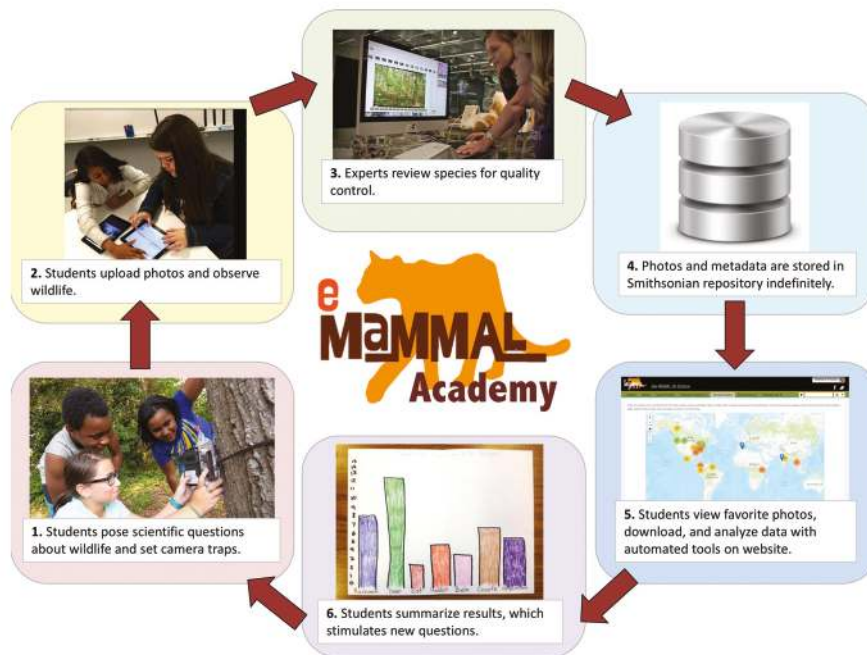 3. Experts review species for quality
control.
2. Students upload photos and observe
wildlife.
4. Photos and metadata are stored in
Smithsonian repository indefinitely.
e
MaMMAL
Academy
1. Students pose scientific questions
about wildlife and set camera traps.
5. Students view favorite photos,
download, and analyze data with
automated tools on website.
6. Students summarize results, which
stimulates new questions.